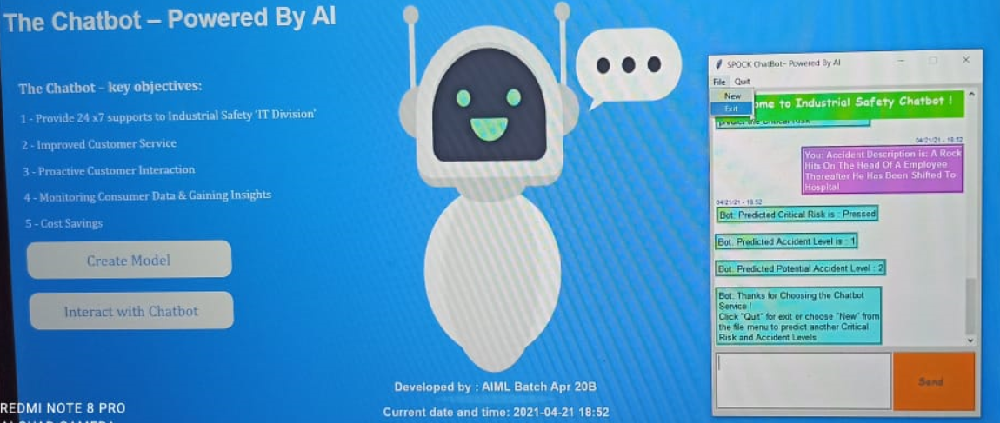 The Chatbot – Powered By AI
The Chatbot – key objectives:
1 - Provide 24 x7 supports to Industrial Safety 'IT Division'
2 - Improved Customer Service
3 - Proactive Customer Interaction
4 - Monitoring Consumer Data & Gaining Insights
5 - Cost Savings
Create Model
Interact with Chatbot
Developed by : AIML Batch Apr 20B
Current date and time: 2021-04-21 18:52
SPOCK ChatBot- Powered By AI
File Quit
New
Exit
ome to Industrial Safety Chatbot !
predict the Critical Risk
04/21/21 - 18:52
You: Accident Description is: A Rock
Hits On The Head Of A Employee
Thereafter He Has Been Shifted To
Hospital
04/21/21 - 18:52
Bot: Predicted Critical Risk is : Pressed
Bot: Predicted Accident Level is : 1
Bot: Predicted Potential Accident Level : 2
Bot: Thanks for Choosing the Chatbot
Service !
Click "Quit" for exit or choose "New" from
the file menu to predict another Critical
Risk and Accident Levels
Send
REDMI NOTE 8 PRO